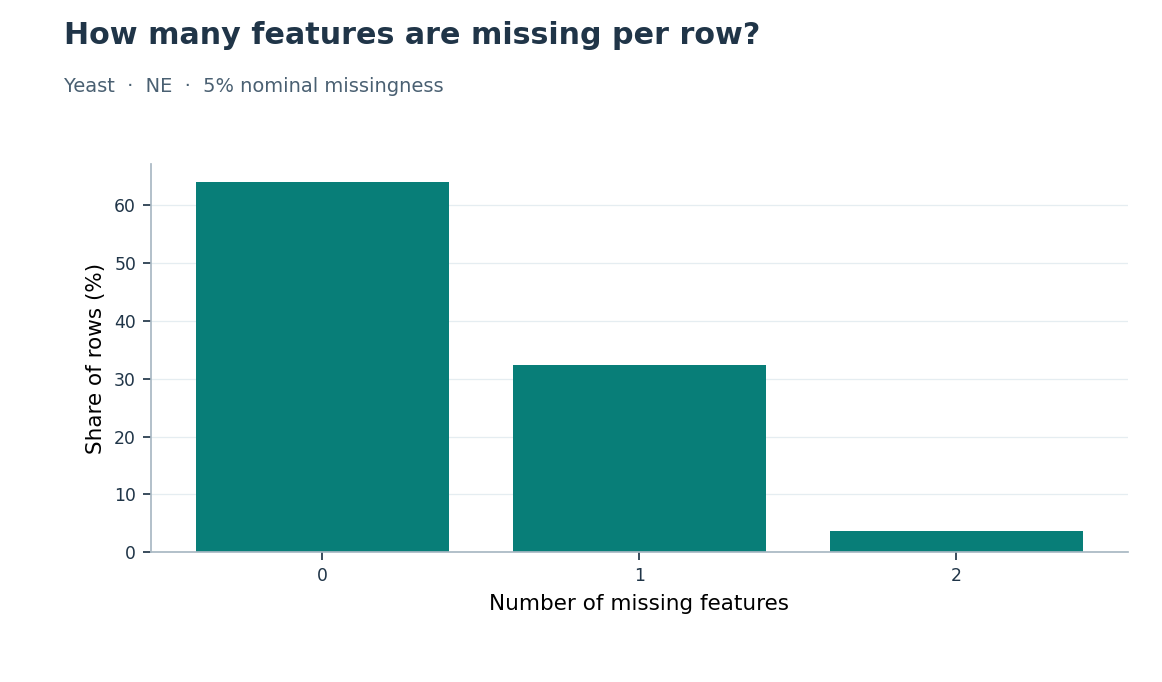 How many features are missing per row?
Yeast · NE · 5% nominal missingness
Share of rows (%)
60
50
40
30
20
10
0
0 1 2
Number of missing features